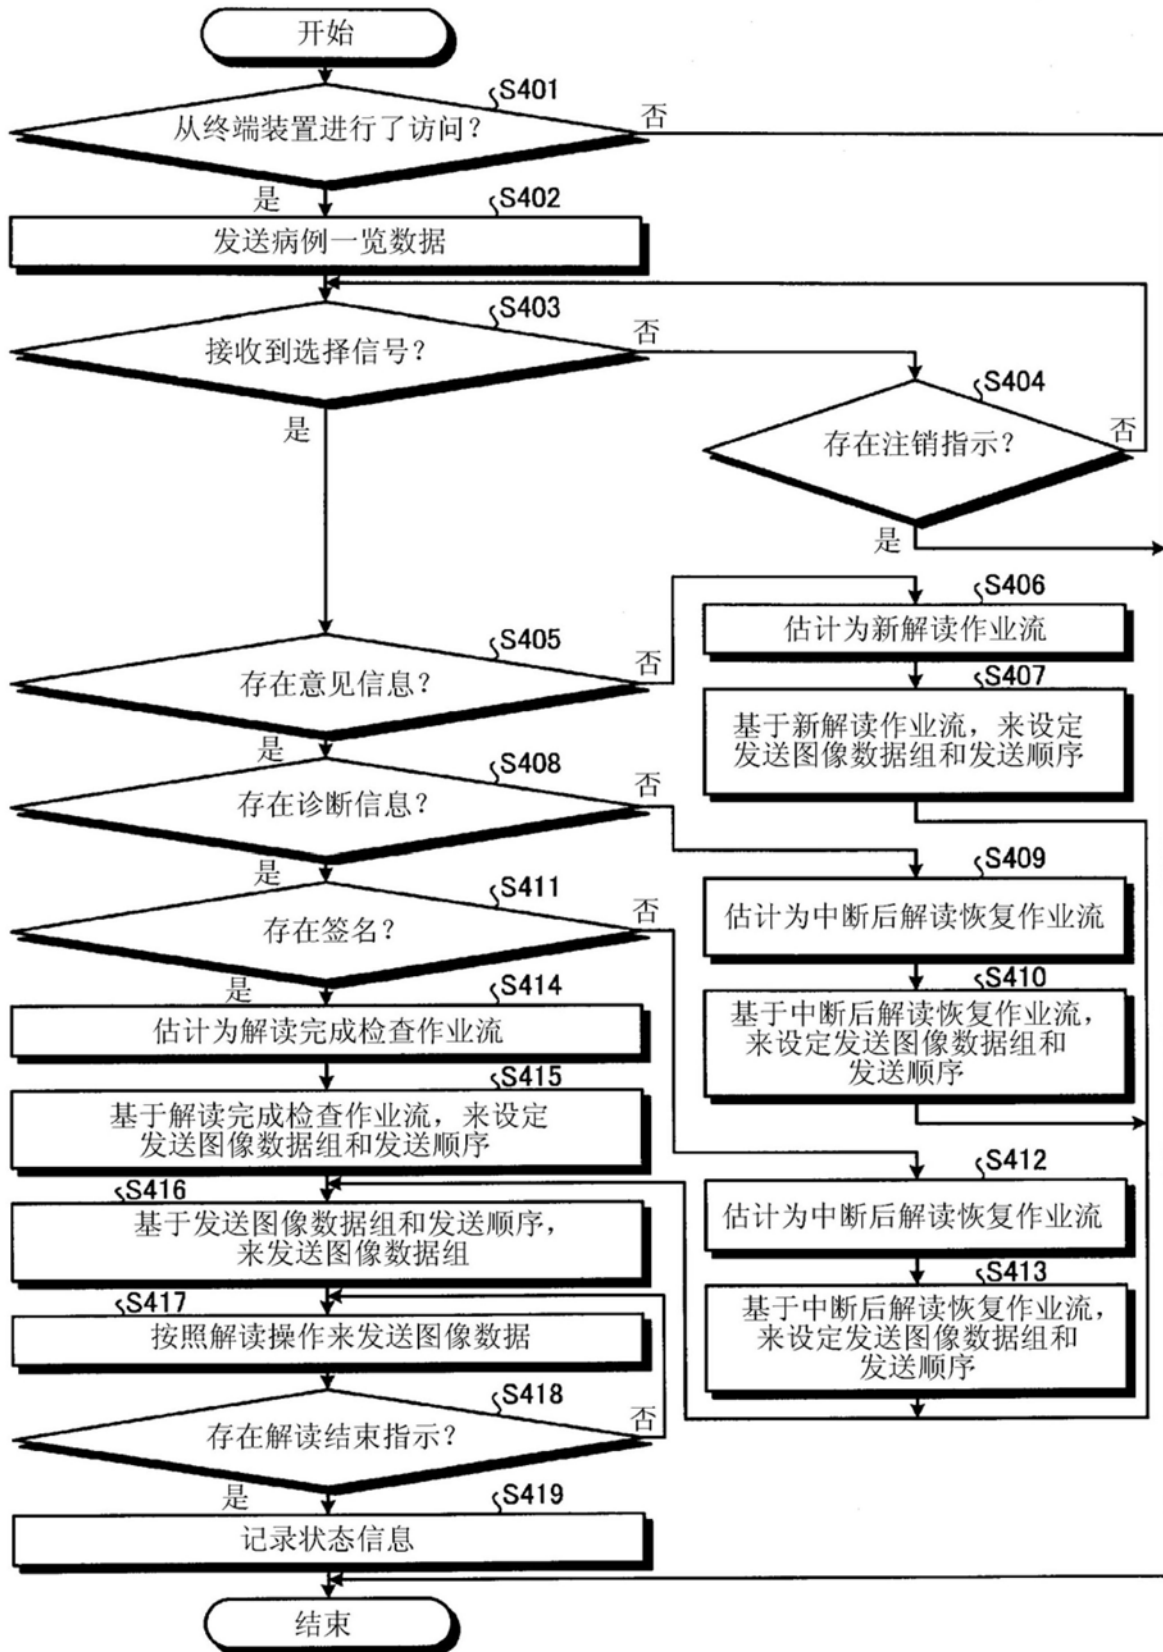 开始
S401
从终端装置进行了访问?
否
是
S402
发送病例一览数据
S403
接收到选择信号?
否
是
S404
存在注销指示?
否
是
S405
存在意见信息?
否
是
S406
估计为新解读作业流
S407
基于新解读作业流，来设定
发送图像数据组和发送顺序
S408
存在诊断信息?
否
是
S409
估计为中断后解读恢复作业流
S410
基于中断后解读恢复作业流，
来设定发送图像数据组和
发送顺序
S411
存在签名?
否
是
S412
估计为中断后解读恢复作业流
S413
基于中断后解读恢复作业流，
来设定发送图像数据组和
发送顺序
S414
估计为解读完成检查作业流
S415
基于解读完成检查作业流，来设定
发送图像数据组和发送顺序
S416
基于发送图像数据组和发送顺序，
来发送图像数据组
S417
按照解读操作来发送图像数据
S418
存在解读结束指示?
否
是
S419
记录状态信息
结束